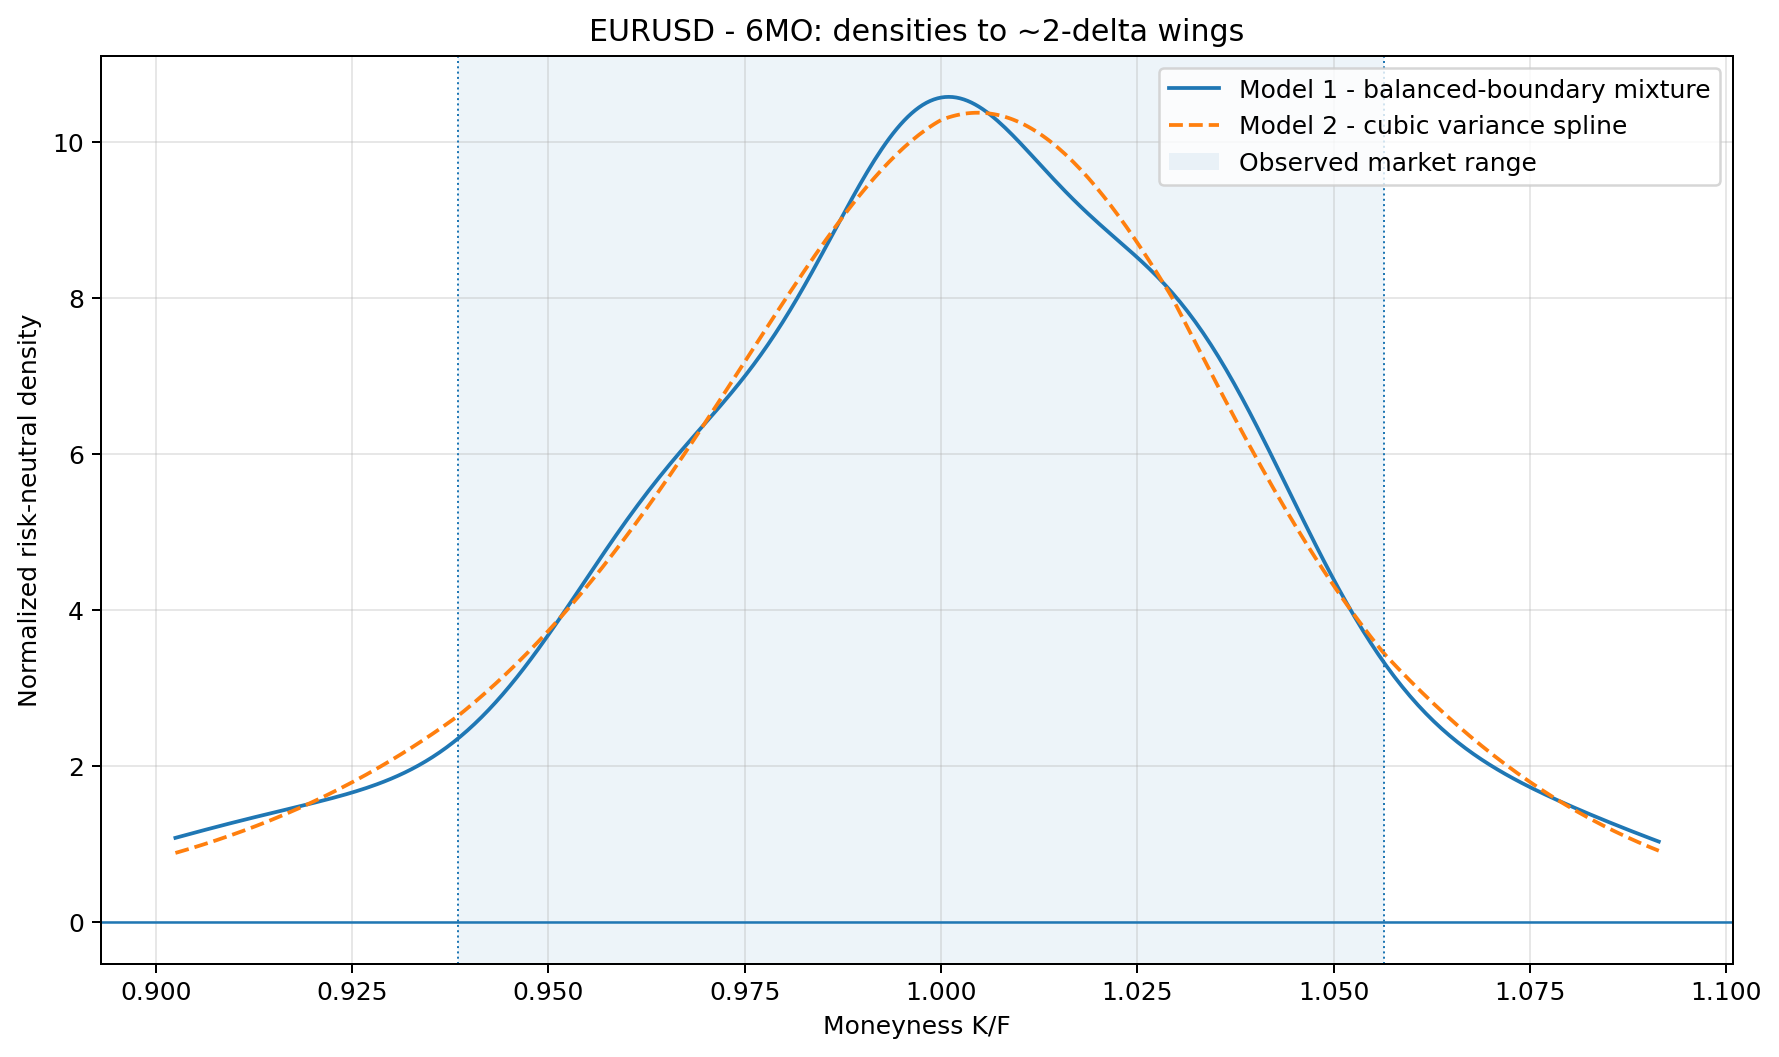 EURUSD - 6MO: densities to ~2-delta wings
Model 1 - balanced-boundary mixture
Model 2 - cubic variance spline
Observed market range
Normalized risk-neutral density
10
8
6
4
2
0
0.900 0.925 0.950 0.975 1.000 1.025 1.050 1.075 1.100
Moneyness K/F